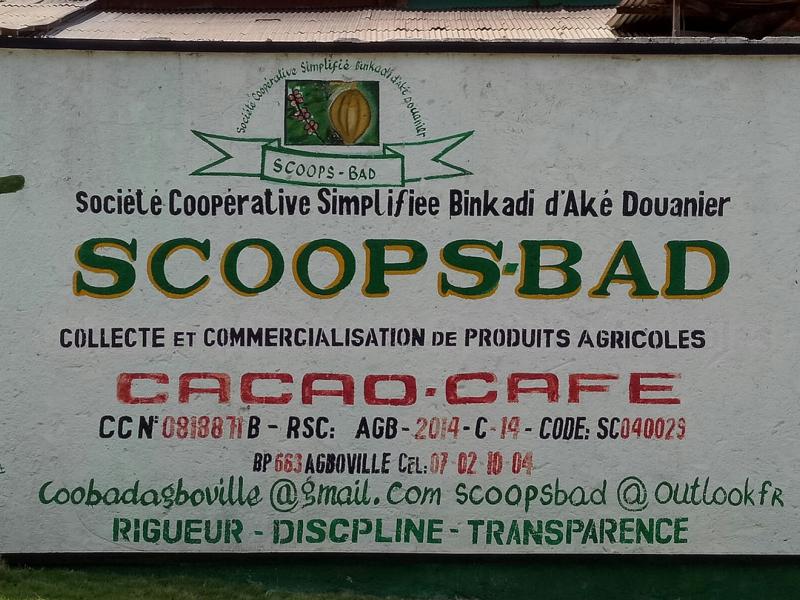 Société Coopérative Simplifié Binkadi d'Aké Douanier
SCOOPS-BAD
Société Coopérative Simplifiee Binkadi d'Aké Douanier
SCOOPS-BAD
COLLECTE ET COMMERCIALISATION DE PRODUITS AGRICOLES
CACAO-CAFE
CC N° 0818871 B - RSC: AGB-2014-C-14- CODE: SC040029
BP 663 AGBOVILLE CEL: 07 02 10 04
Coobadagboville @gmail.Com scoopsbad @ OutlookfR
RIGUEUR - DISCPLINE - TRANSPARENCE